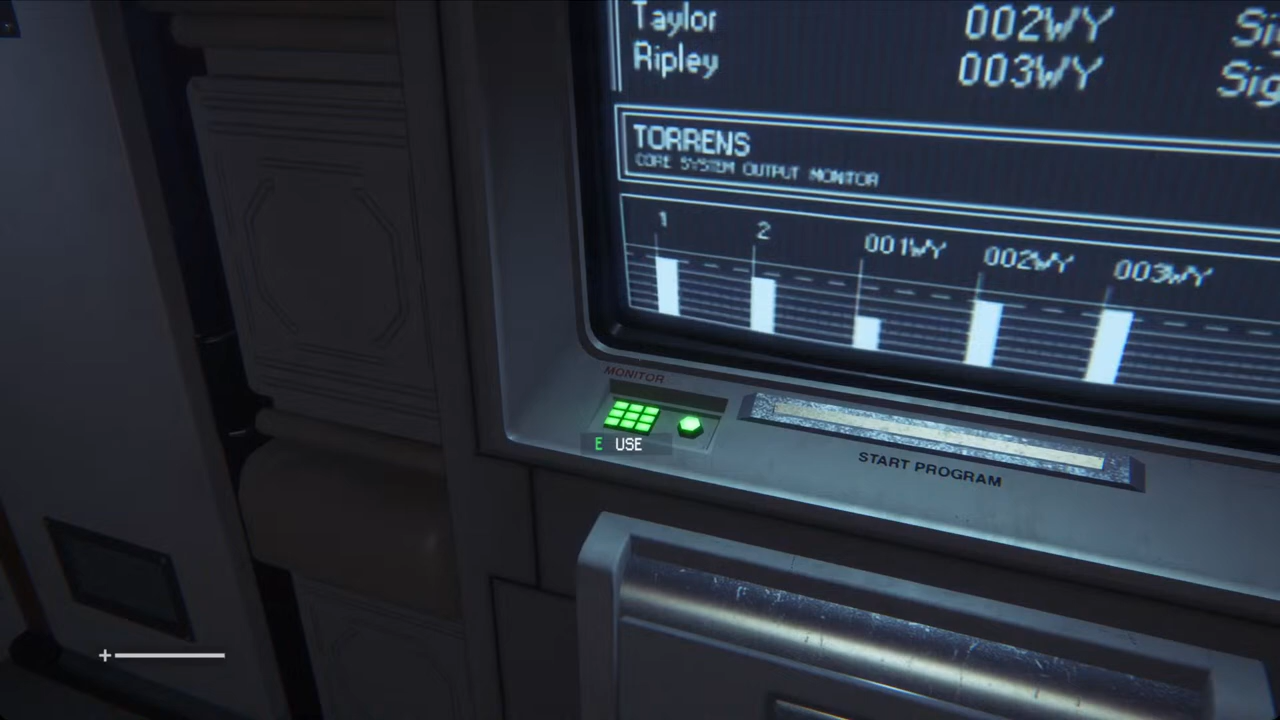 Taylor 002WY
Ripley 003WY
TORRENS
CORE SYSTEM OUTPUT MONITOR
1 2 001WY 002WY 003WY
MONITOR
E USE
START PROGRAM